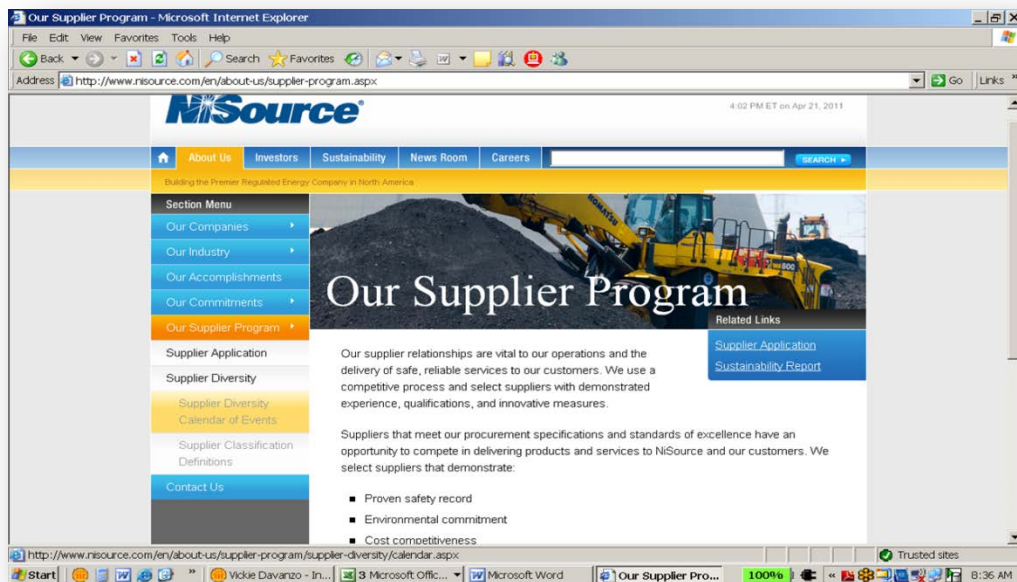 Our Supplier Program - Microsoft Internet Explorer
File Edit View Favorites Tools Help
Back Search Favorites
Address http://www.nisource.com/en/about-us/supplier-program.aspx Go Links »
NiSource®
4:02 PM ET on Apr 21, 2011
About Us Investors Sustainability News Room Careers SEARCH
Building the Premier Regulated Energy Company in North America
Section Menu
Our Companies
Our Industry
Our Accomplishments
Our Commitments
Our Supplier Program
Supplier Application
Supplier Diversity
Supplier Diversity
Calendar of Events
Supplier Classification
Definitions
Contact Us
KOMATSU
Our Supplier Program
Related Links
Supplier Application
Sustainability Report
Our supplier relationships are vital to our operations and the
delivery of safe, reliable services to our customers. We use a
competitive process and select suppliers with demonstrated
experience, qualifications, and innovative measures.
Suppliers that meet our procurement specifications and standards of excellence have an
opportunity to compete in delivering products and services to NiSource and our customers. We
select suppliers that demonstrate:
Proven safety record
Environmental commitment
Cost competitiveness
http://www.nisource.com/en/about-us/supplier-program/supplier-diversity/calendar.aspx Trusted sites
Start » Vickie Davanzo - In... 3 Microsoft Offic... Microsoft Word Our Supplier Pro... 100% « 8:36 AM